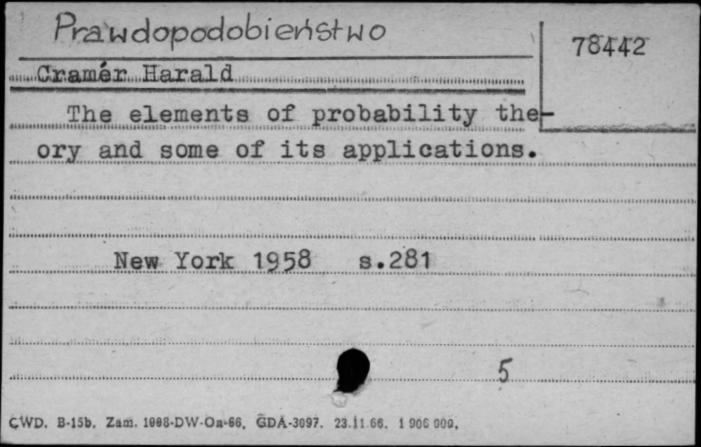 Prawdopodobieństwo
78442
Cramér Harald
The elements of probability the-
ory and some of its applications.
New York 1958 s.281
5
CWD. B-15b. Zam. 1098-DW-Oa-66. GDA-3097. 23.11.66. 1 906 000.